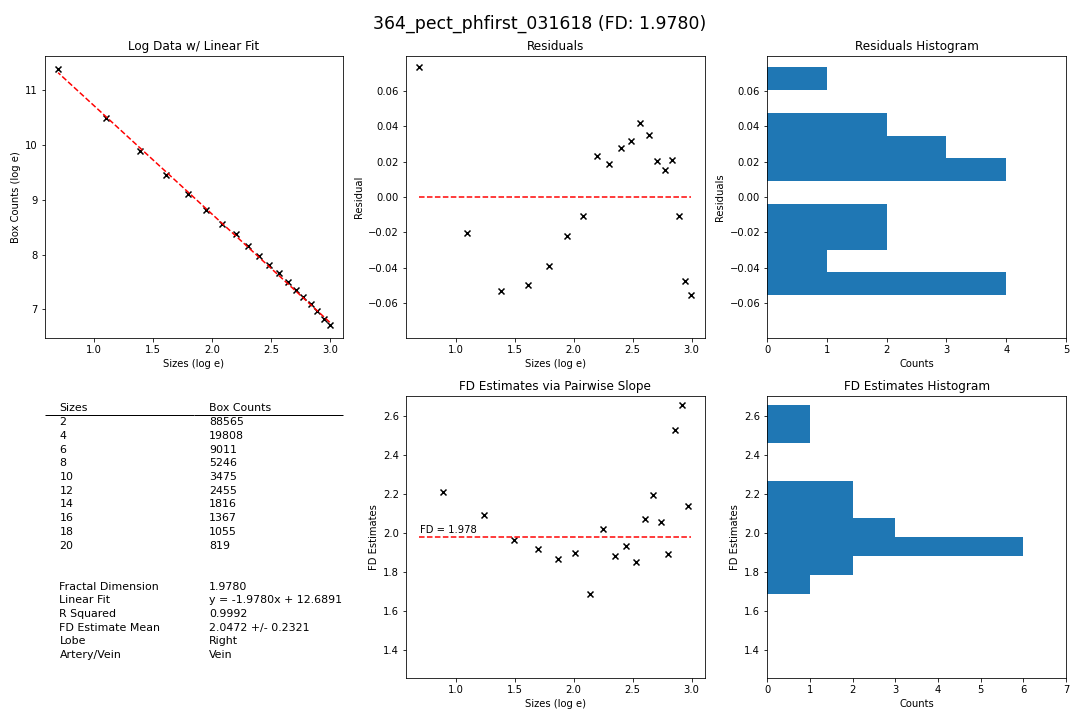 364_pect_phfirst_031618 (FD: 1.9780)
Log Data w/ Linear Fit
Box Counts (log e)
11
10
9
8
7
1.0 1.5 2.0 2.5 3.0
Sizes (log e)
Residuals
Residual
0.06
0.04
0.02
0.00
−0.02
−0.04
−0.06
1.0 1.5 2.0 2.5 3.0
Sizes (log e)
Residuals Histogram
Residuals
0.06
0.04
0.02
0.00
−0.02
−0.04
−0.06
0 1 2 3 4 5
Counts
Sizes Box Counts
2 88565
4 19808
6 9011
8 5246
10 3475
12 2455
14 1816
16 1367
18 1055
20 819
Fractal Dimension 1.9780
Linear Fit y = -1.9780x + 12.6891
R Squared 0.9992
FD Estimate Mean 2.0472 +/- 0.2321
Lobe Right
Artery/Vein Vein
FD Estimates via Pairwise Slope
FD Estimates
2.6
2.4
2.2
2.0
1.8
1.6
1.4
FD = 1.978
1.0 1.5 2.0 2.5 3.0
Sizes (log e)
FD Estimates Histogram
FD Estimates
2.6
2.4
2.2
2.0
1.8
1.6
1.4
0 1 2 3 4 5 6 7
Counts